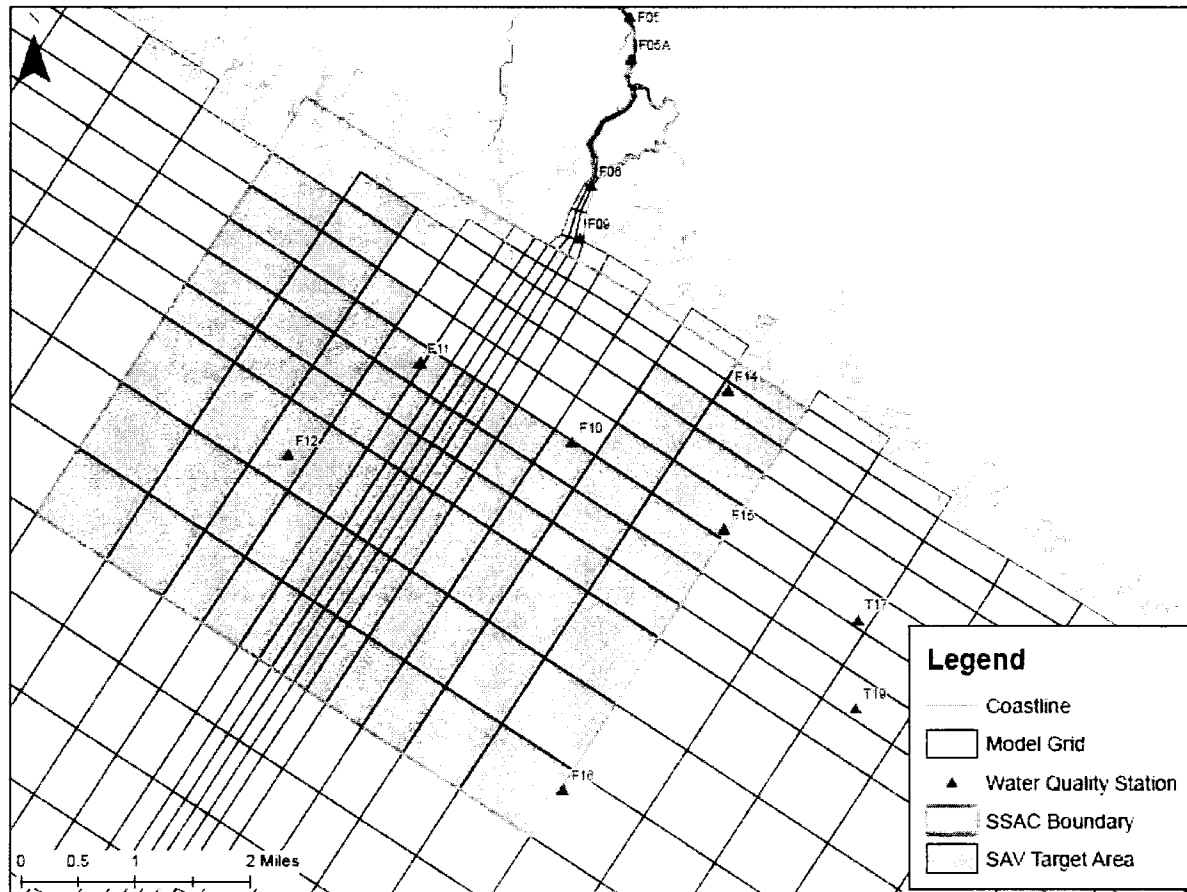 F05
F05A
F06
F09
E11
F14
F10
F12
F15
T17
T19
F16
Legend
Coastline
Model Grid
Water Quality Station
SSAC Boundary
SAV Target Area
0 0.5 1 2 Miles